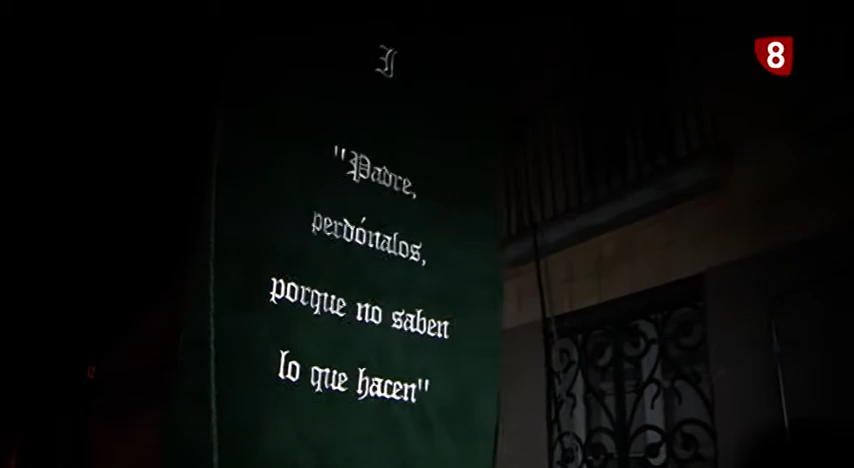 8
I
"Padre,
perdónalos,
porque no saben
lo que hacen"